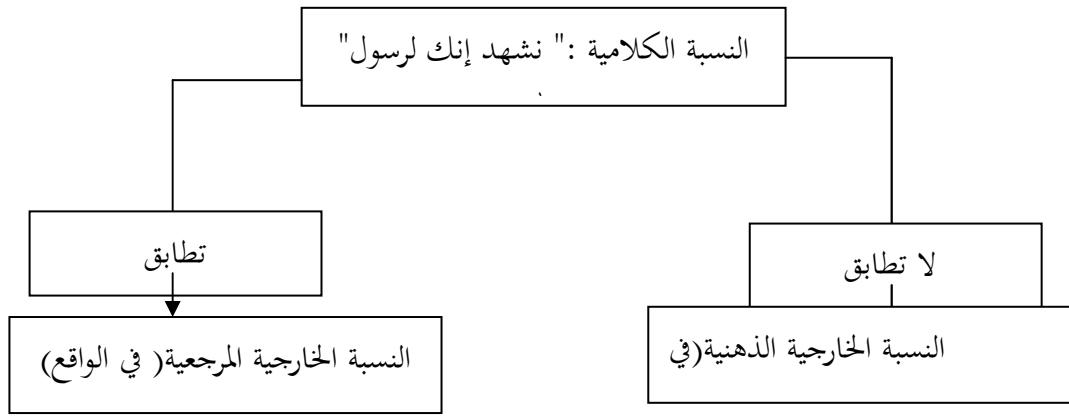 النسبة الكلامية :" نشهد إنك لرسول"
لا تطابق
تطابق
النسبة الخارجية الذهنية(في
النسبة الخارجية المرجعية( في الواقع)